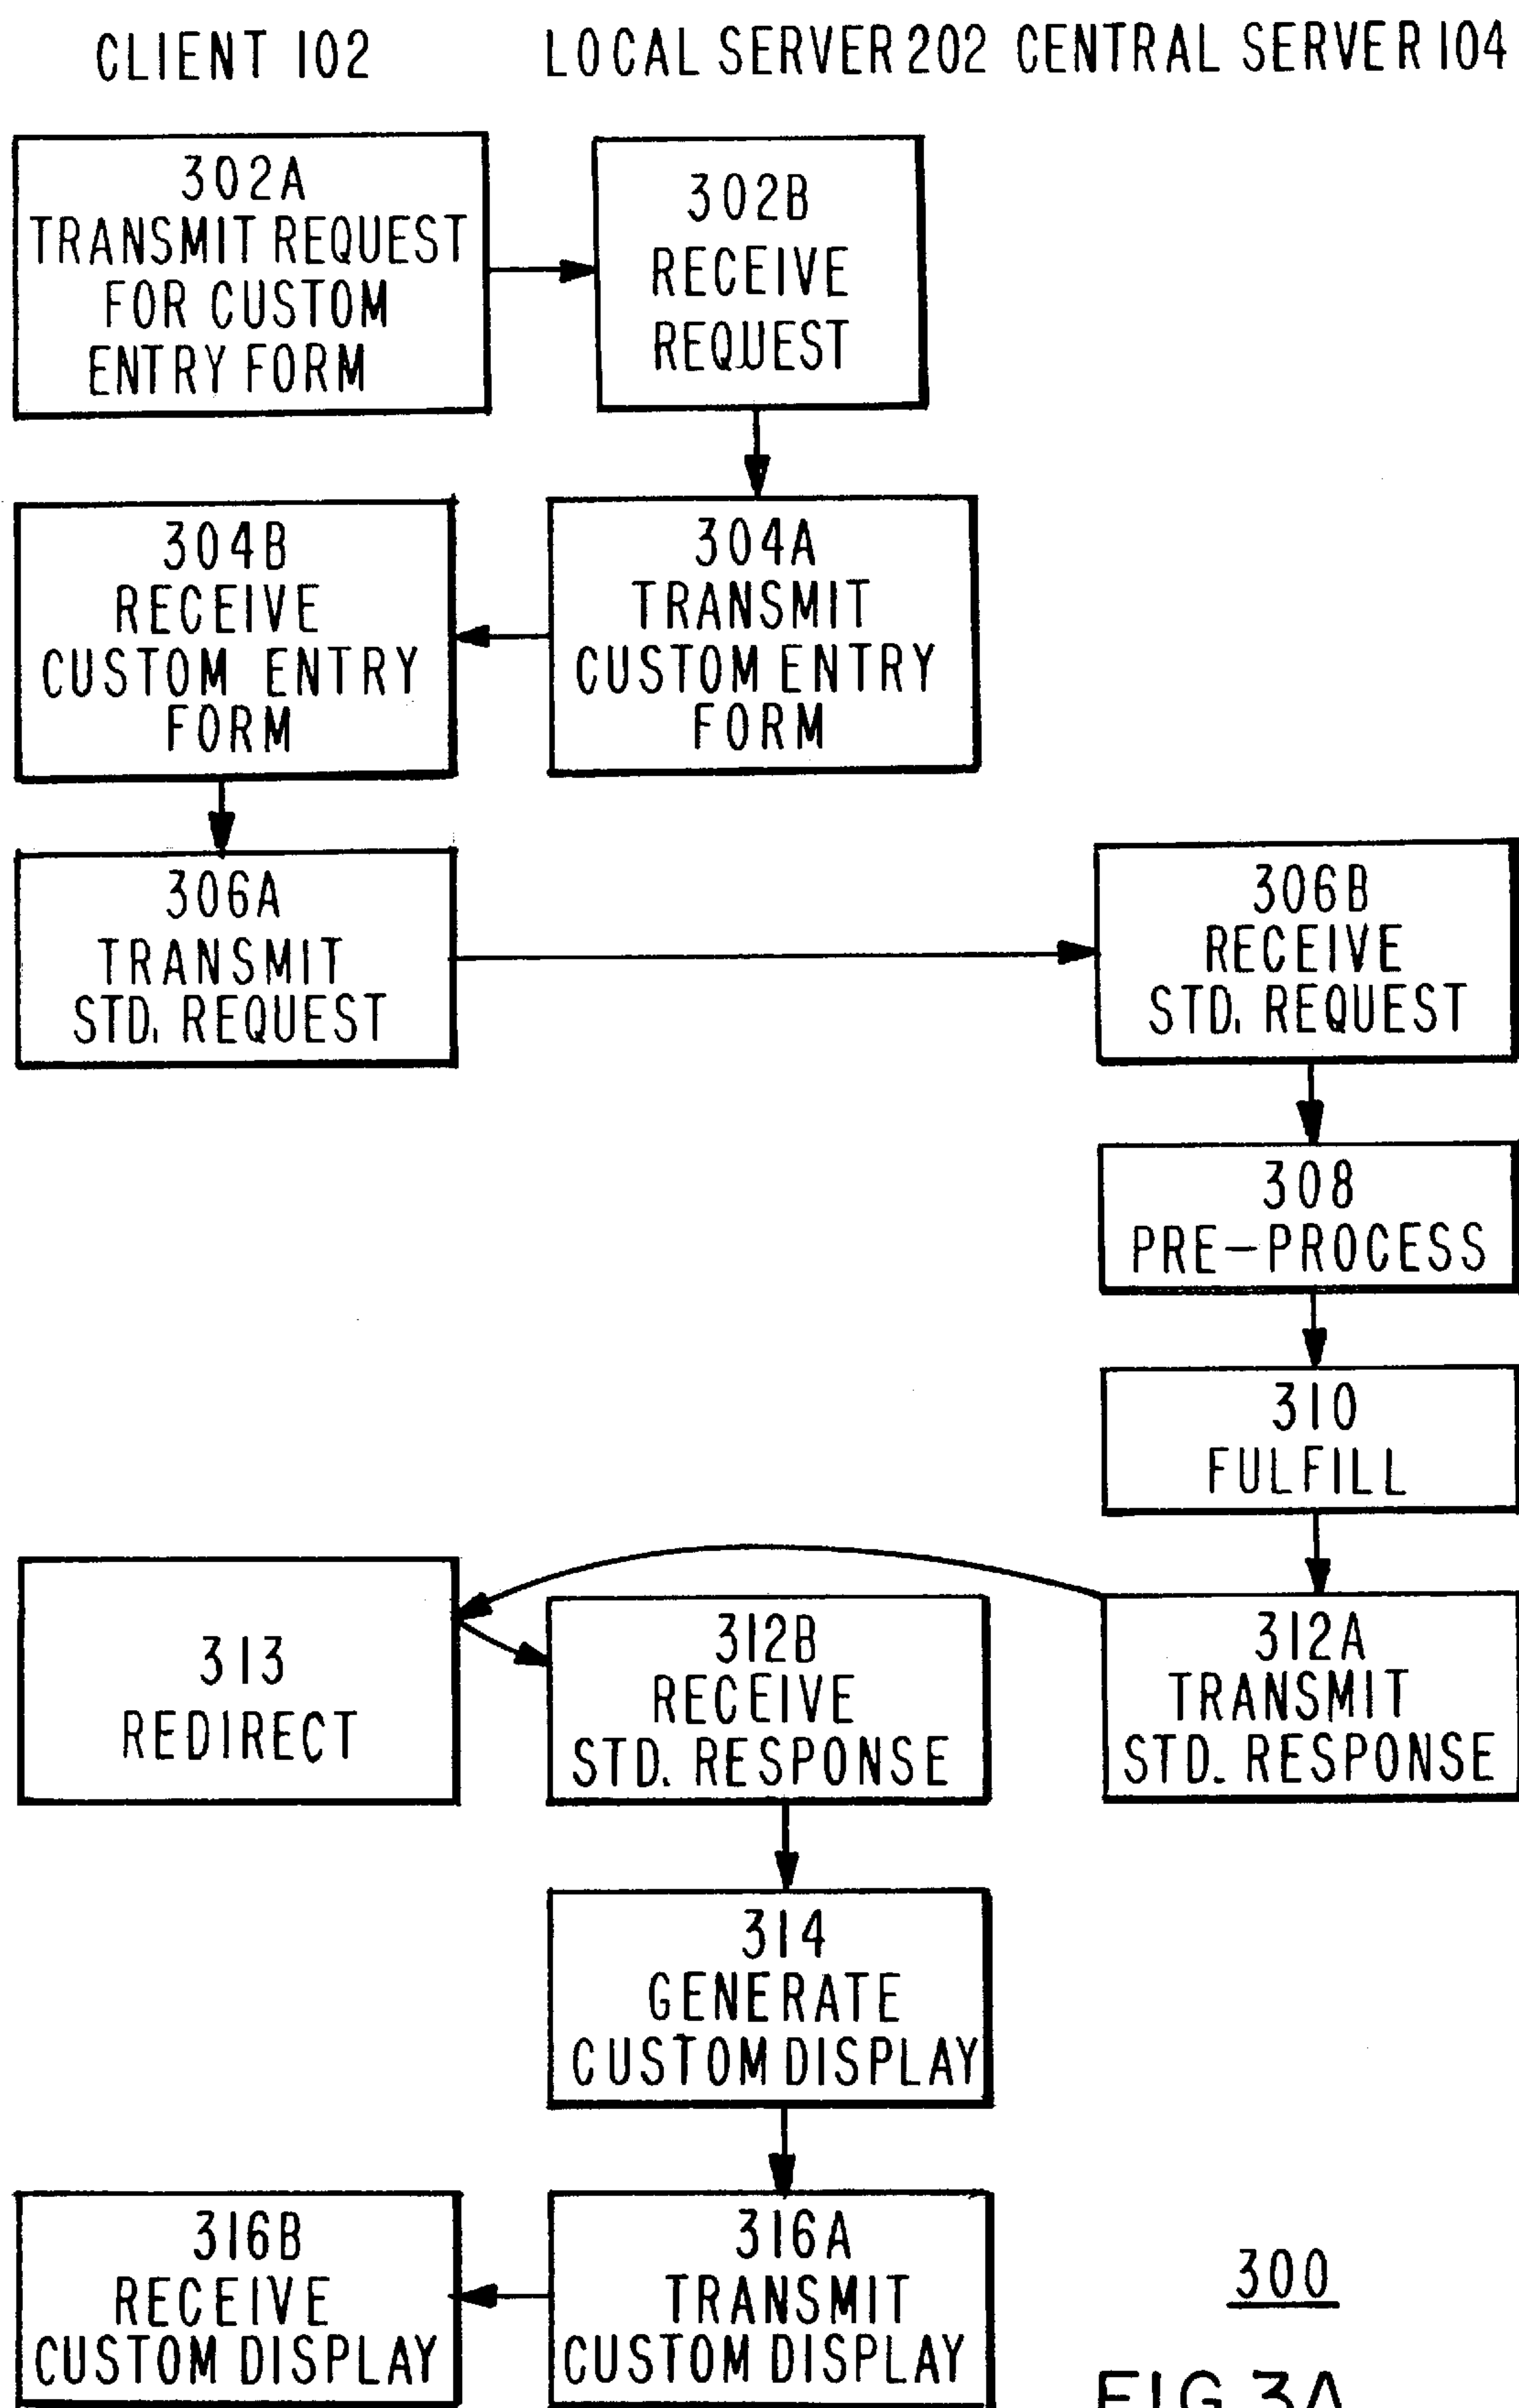 CLIENT 102
LOCAL SERVER 202
CENTRAL SERVER 104
302A
TRANSMIT REQUEST
FOR CUSTOM
ENTRY FORM
302B
RECEIVE
REQUEST
304B
RECEIVE
CUSTOM ENTRY
FORM
304A
TRANSMIT
CUSTOM ENTRY
FORM
306A
TRANSMIT
STD. REQUEST
306B
RECEIVE
STD. REQUEST
308
PRE-PROCESS
310
FULFILL
313
REDIRECT
312B
RECEIVE
STD. RESPONSE
312A
TRANSMIT
STD. RESPONSE
314
GENERATE
CUSTOM DISPLAY
316B
RECEIVE
CUSTOM DISPLAY
316A
TRANSMIT
CUSTOM DISPLAY
300
FIG. 3A